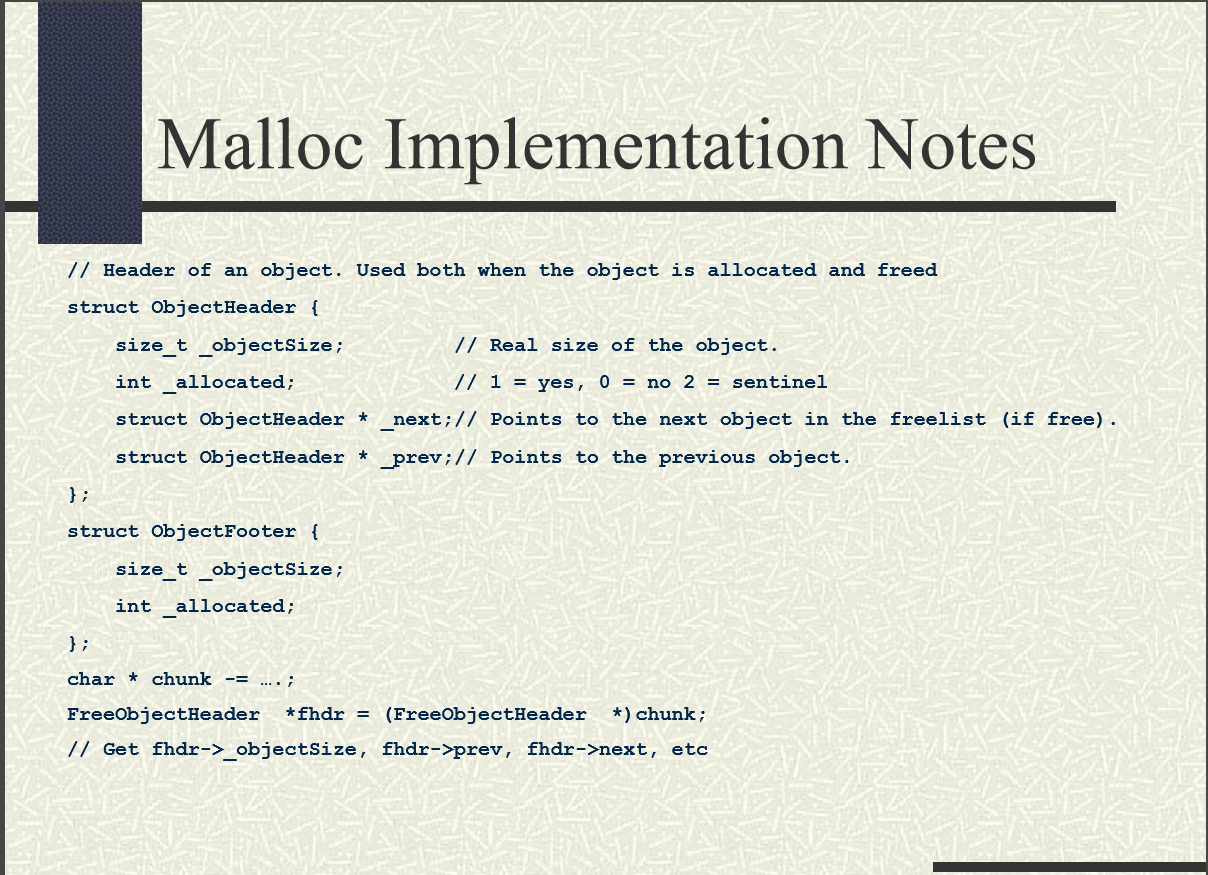 Malloc Implementation Notes
// Header of an object. Used both when the object is allocated and freed
struct ObjectHeader {
    size_t _objectSize;         // Real size of the object.
    int _allocated;             // 1 = yes, 0 = no 2 = sentinel
    struct ObjectHeader * _next;// Points to the next object in the freelist (if free).
    struct ObjectHeader * _prev;// Points to the previous object.
};
struct ObjectFooter {
    size_t _objectSize;
    int _allocated;
};
char * chunk -= ….;
FreeObjectHeader  *fhdr = (FreeObjectHeader  *)chunk;
// Get fhdr->_objectSize, fhdr->prev, fhdr->next, etc